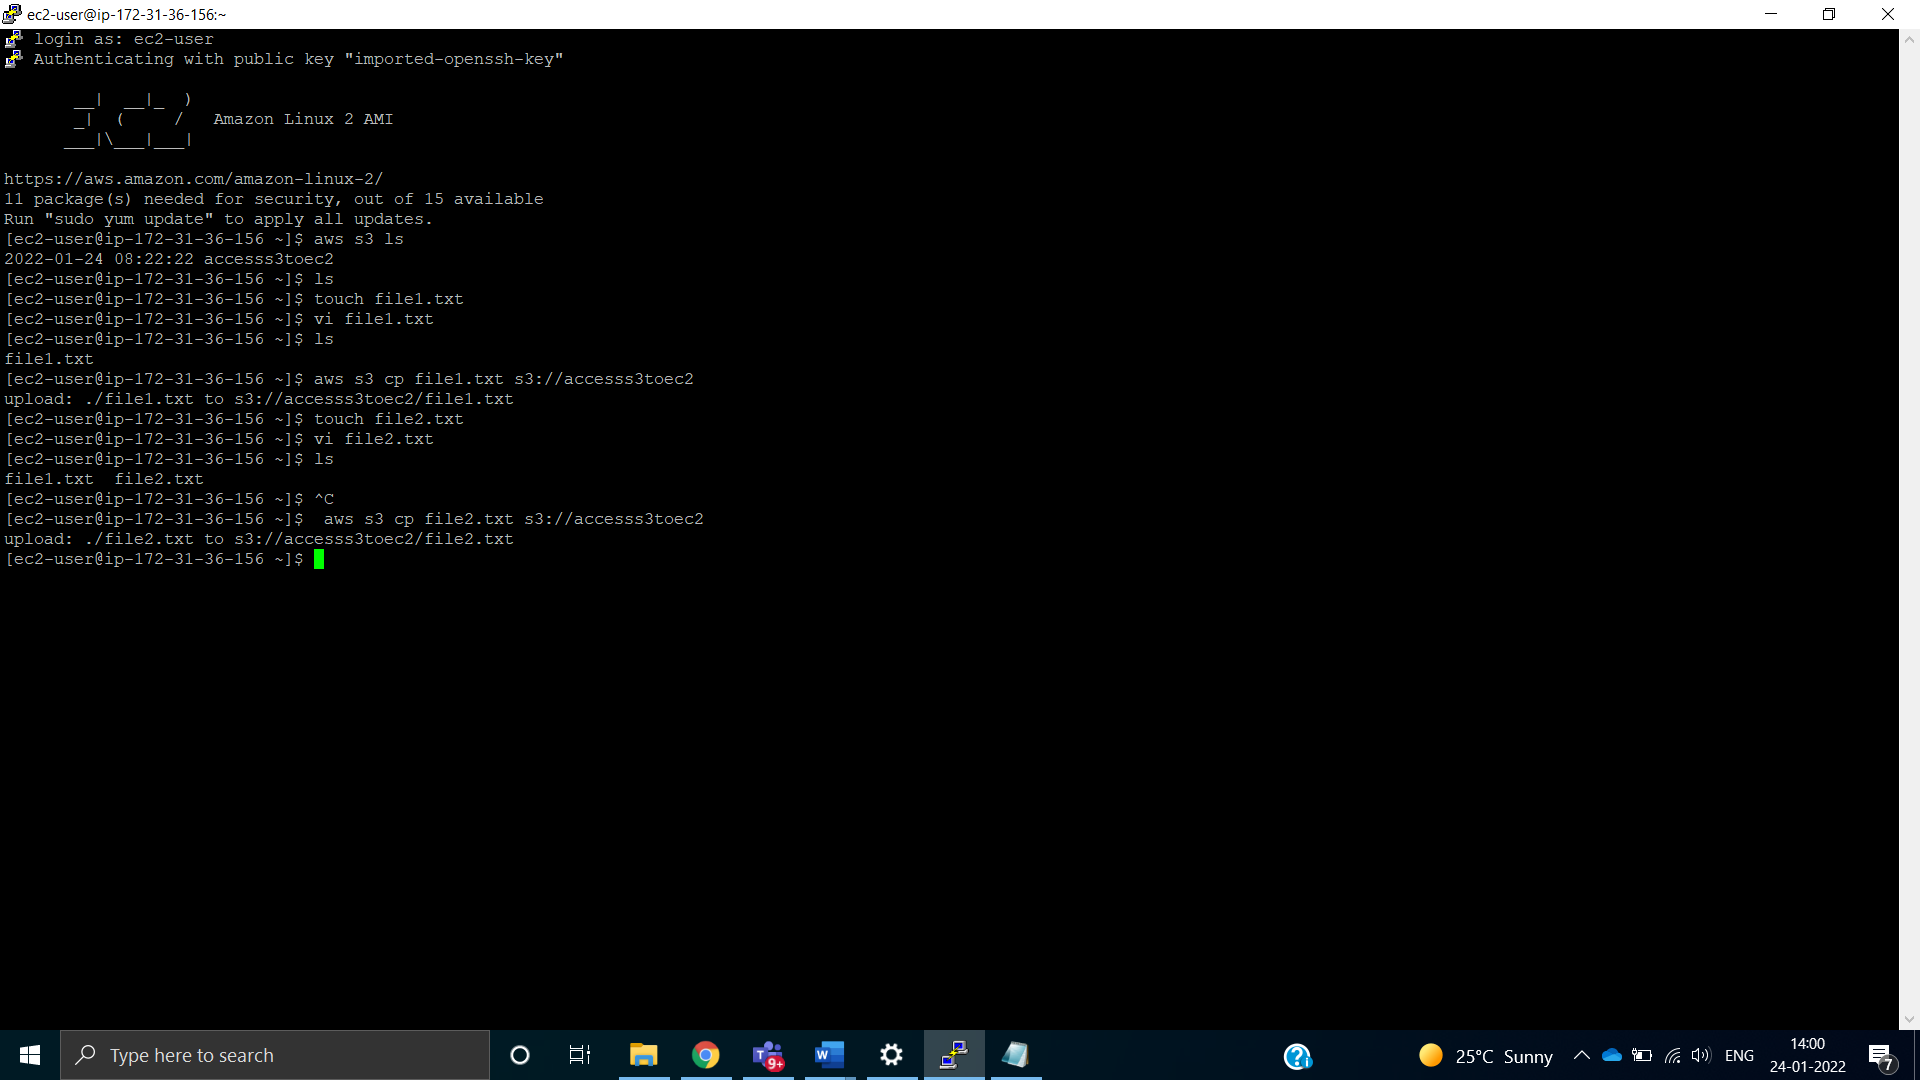 ec2-user@ip-172-31-36-156:~
login as: ec2-user
Authenticating with public key "imported-openssh-key"
       __|  __|_  )
       _|  (     /   Amazon Linux 2 AMI
      ___|\___|___|
https://aws.amazon.com/amazon-linux-2/
11 package(s) needed for security, out of 15 available
Run "sudo yum update" to apply all updates.
[ec2-user@ip-172-31-36-156 ~]$ aws s3 ls
2022-01-24 08:22:22 accesss3toec2
[ec2-user@ip-172-31-36-156 ~]$ ls
[ec2-user@ip-172-31-36-156 ~]$ touch file1.txt
[ec2-user@ip-172-31-36-156 ~]$ vi file1.txt
[ec2-user@ip-172-31-36-156 ~]$ ls
file1.txt
[ec2-user@ip-172-31-36-156 ~]$ aws s3 cp file1.txt s3://accesss3toec2
upload: ./file1.txt to s3://accesss3toec2/file1.txt
[ec2-user@ip-172-31-36-156 ~]$ touch file2.txt
[ec2-user@ip-172-31-36-156 ~]$ vi file2.txt
[ec2-user@ip-172-31-36-156 ~]$ ls
file1.txt  file2.txt
[ec2-user@ip-172-31-36-156 ~]$ ^C
[ec2-user@ip-172-31-36-156 ~]$  aws s3 cp file2.txt s3://accesss3toec2
upload: ./file2.txt to s3://accesss3toec2/file2.txt
[ec2-user@ip-172-31-36-156 ~]$
Type here to search
9+
25°C Sunny
ENG
14:00
24-01-2022
7